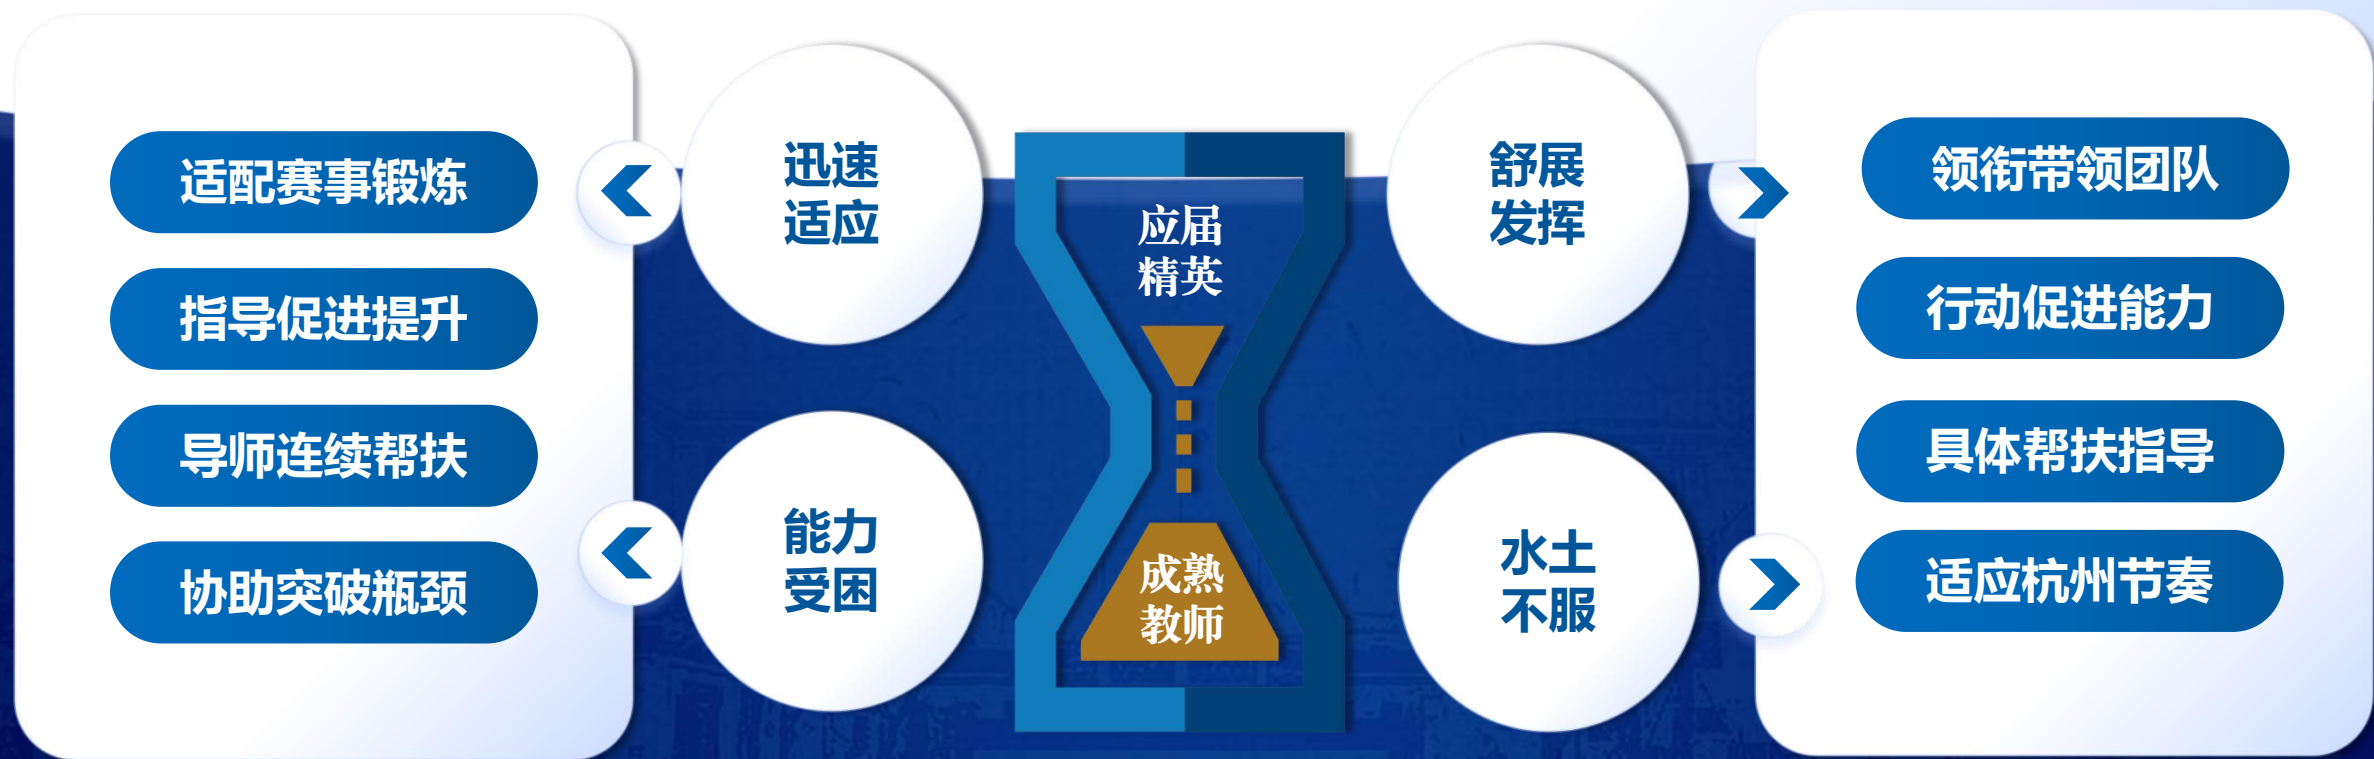 适配赛事锻炼
指导促进提升
导师连续帮扶
协助突破瓶颈
迅速
适应
能力
受困
应届
精英
成熟
教师
舒展
发挥
水土
不服
领衔带领团队
行动促进能力
具体帮扶指导
适应杭州节奏